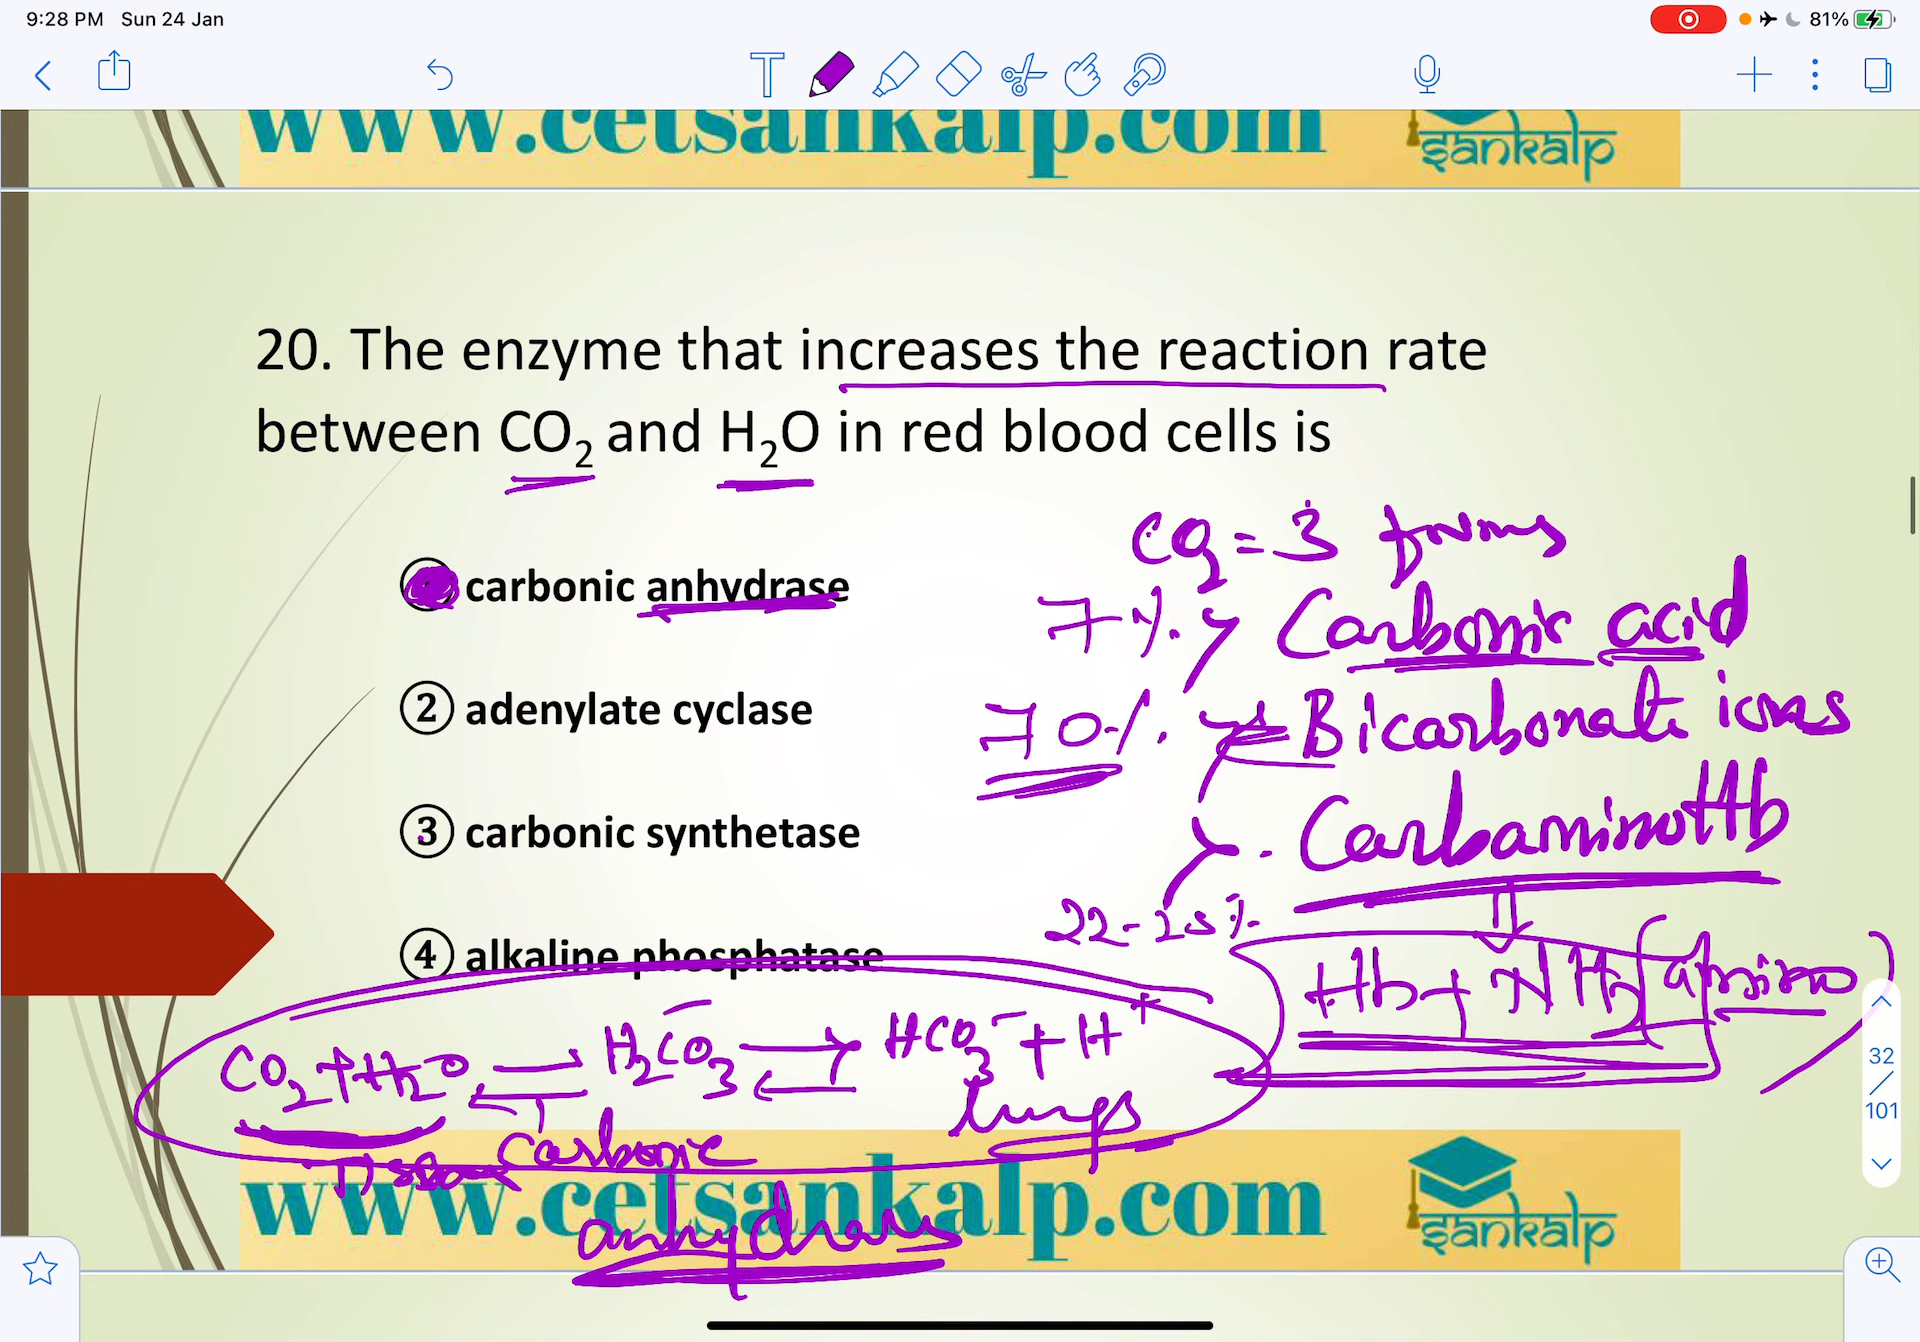 9:28 PM Sun 24 Jan
81%
www.cetsankalp.com
sankalp
20. The enzyme that increases the reaction rate
between CO₂ and H₂O in red blood cells is
carbonic anhydrase
② adenylate cyclase
③ carbonic synthetase
④ alkaline phosphatase
CO₂ = 3 forms
7% Carbonic acid
70% Bicarbonate ions
CarbaminoHb
22-25%
Hb + NH₂ (amino)
CO₂ + H₂O ⇌ H₂CO₃ ⇌ HCO₃⁻ + H⁺
lungs
Carbonic
32
/
101
www.cetsankalp.com
sankalp